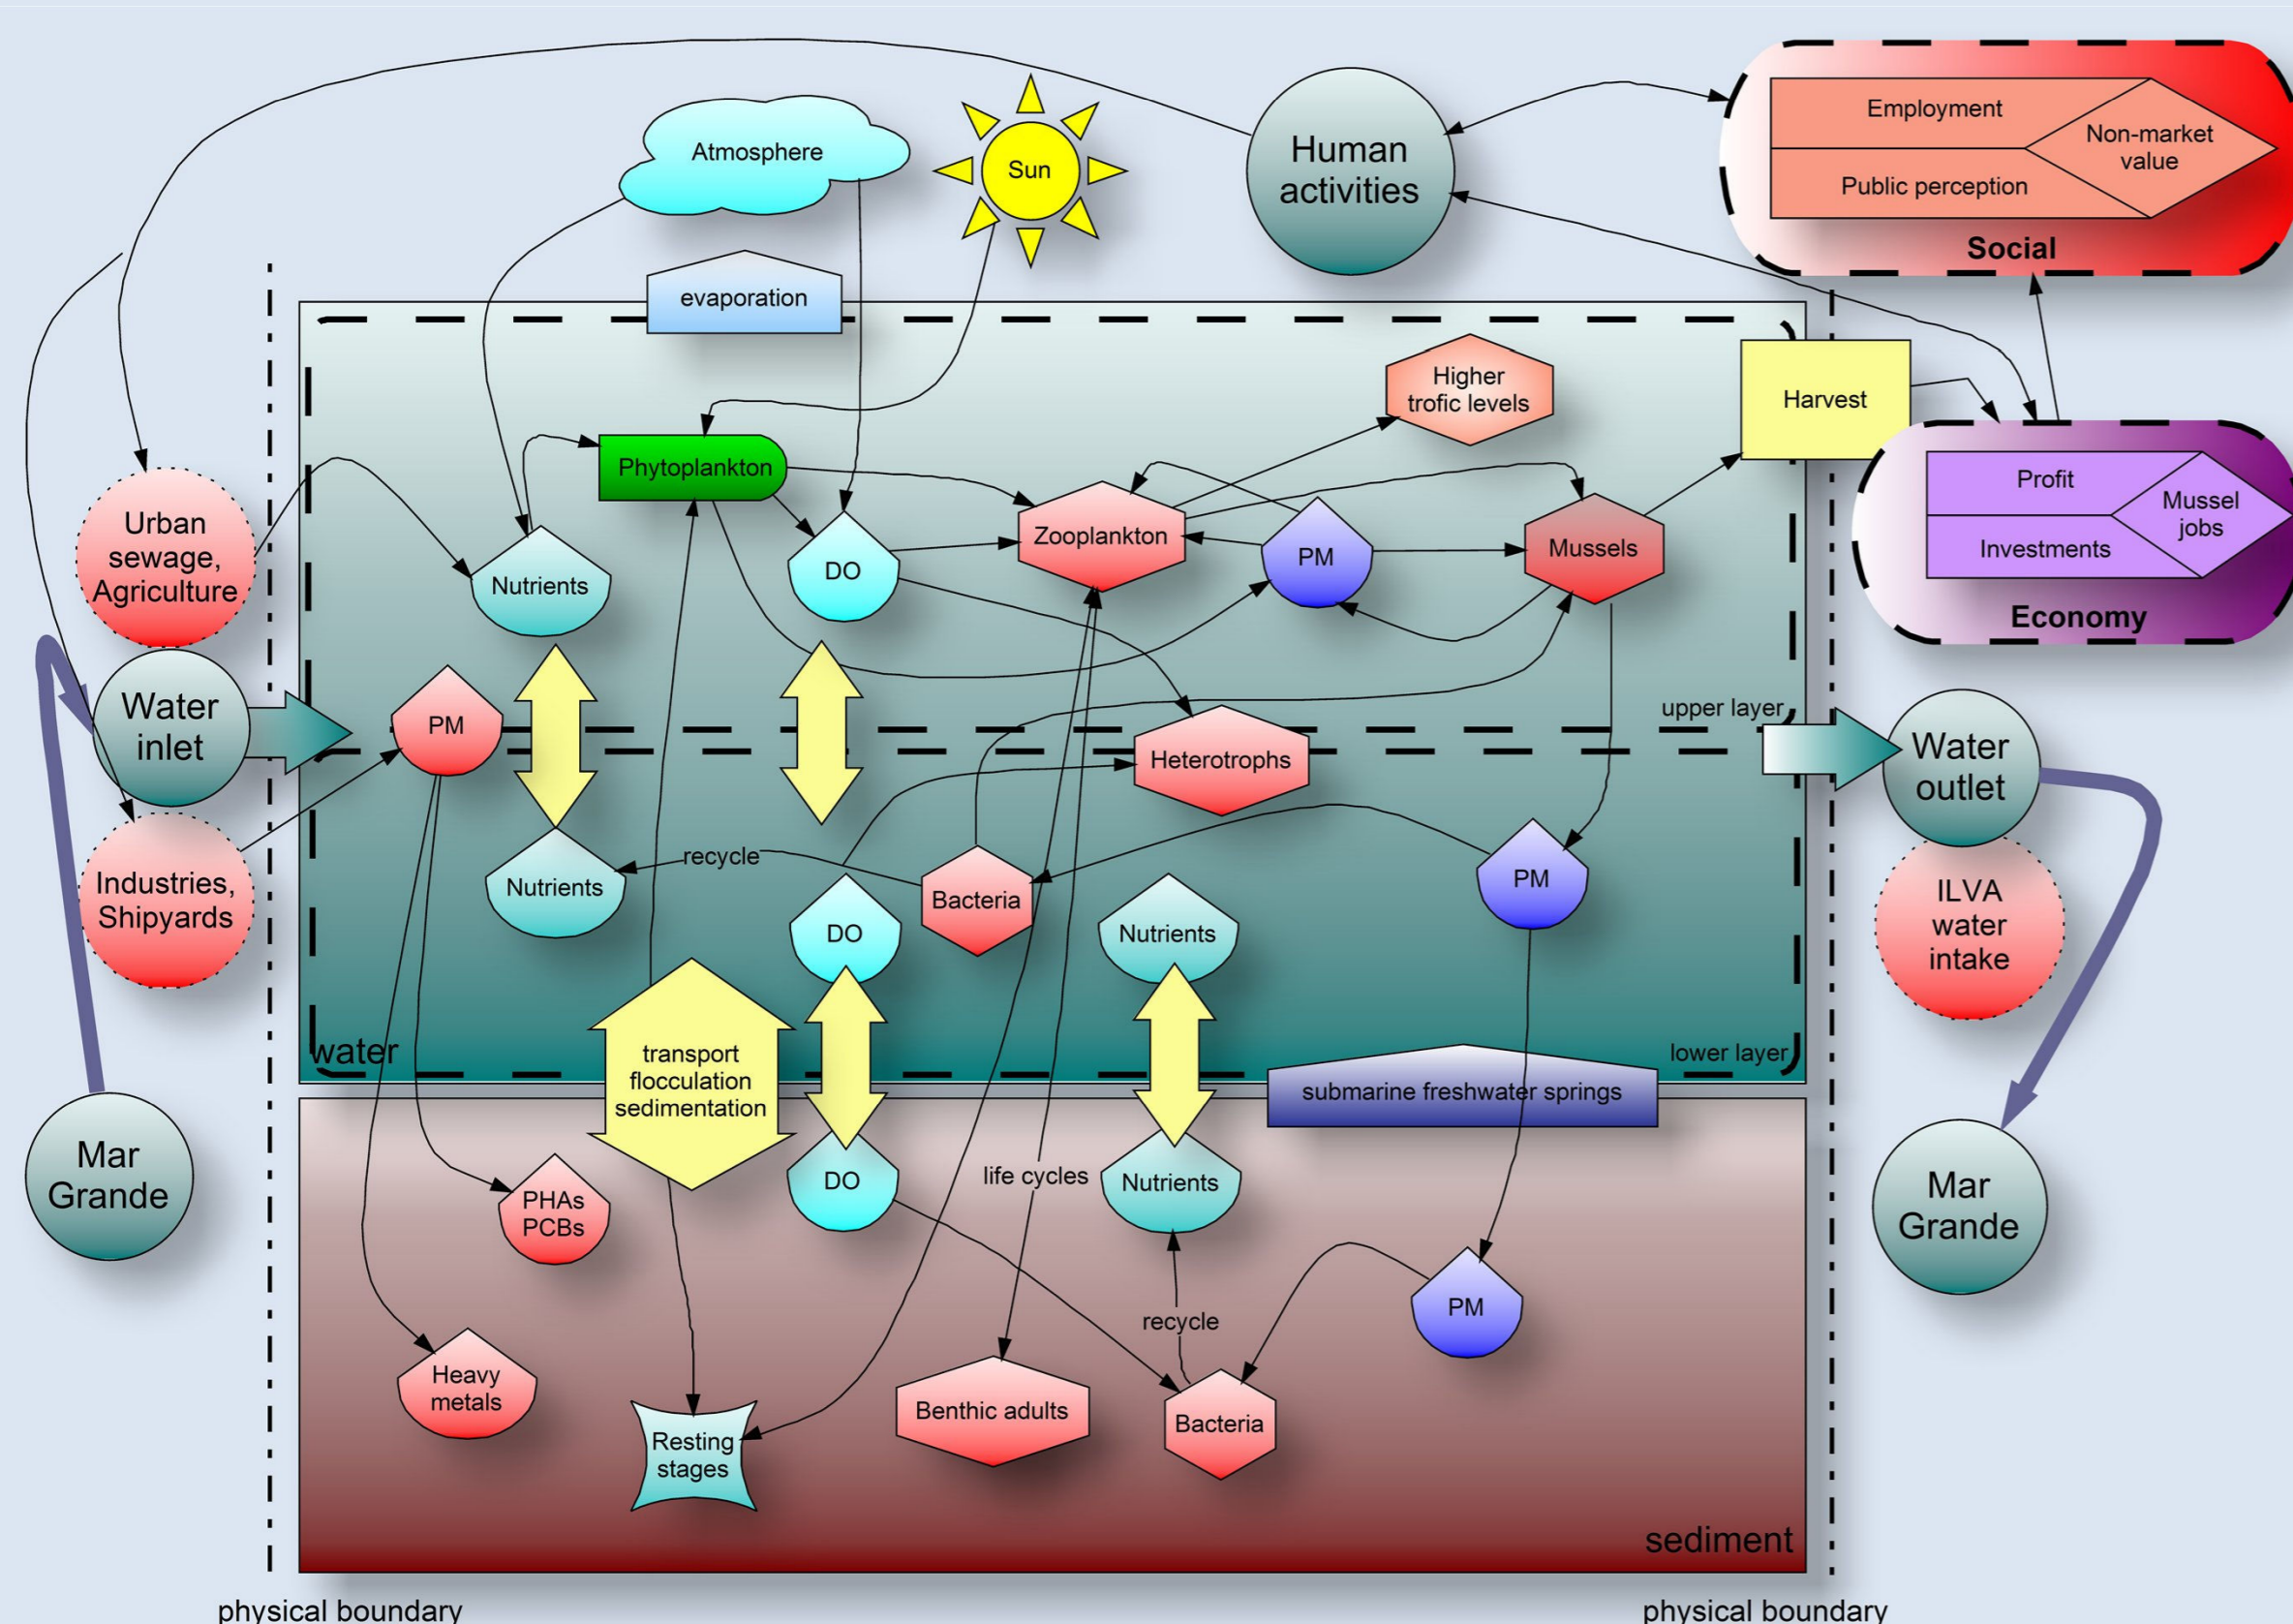 Atmosphere
Sun
Human
activities
Employment
Public perception
Non-market
value
Social
evaporation
Higher
trofic levels
Harvest
Phytoplankton
Urban
sewage,
Agriculture
Nutrients
DO
Zooplankton
PM
Mussels
Profit
Investments
Mussel
jobs
Economy
Water
inlet
PM
upper layer
Heterotrophs
Water
outlet
Industries,
Shipyards
recycle
Nutrients
Bacteria
DO
Nutrients
PM
ILVA
water
intake
water
transport
flocculation
sedimentation
lower layer
submarine freshwater springs
Mar
Grande
PHAs
PCBs
DO
life cycles
Nutrients
Mar
Grande
recycle
PM
Heavy
metals
Resting
stages
Benthic adults
Bacteria
sediment
physical boundary
physical boundary